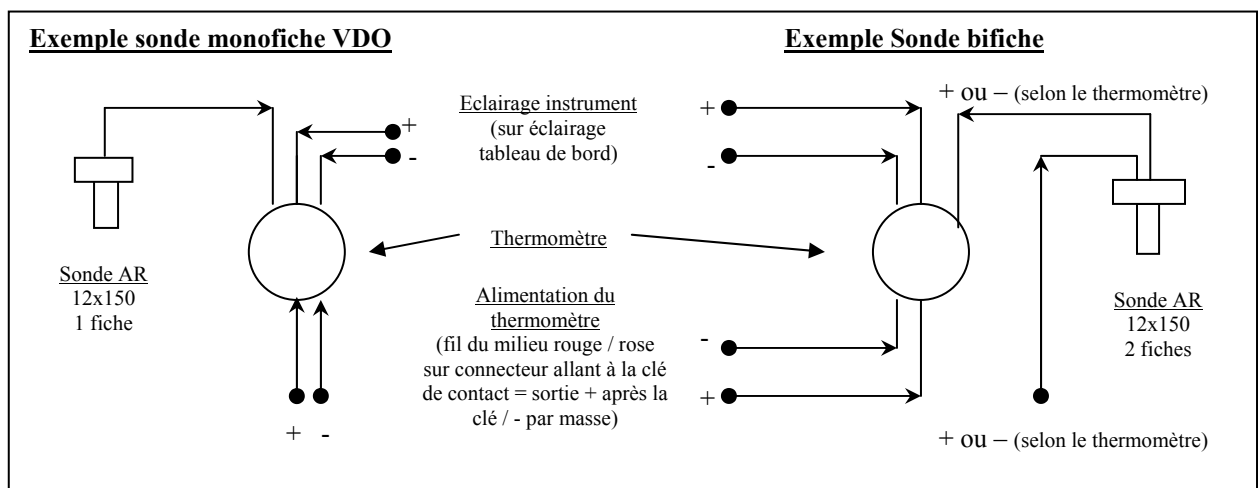 Exemple sonde monofiche VDO
Exemple Sonde bifiche
Eclairage instrument
(sur éclairage
tableau de bord)
+
-
+
-
+ ou – (selon le thermomètre)
Thermomètre
Sonde AR
12x150
1 fiche
Alimentation du
thermomètre
(fil du milieu rouge / rose
sur connecteur allant à la clé
de contact = sortie + après la
clé / - par masse)
+ -
-
+
Sonde AR
12x150
2 fiches
+ ou – (selon le thermomètre)